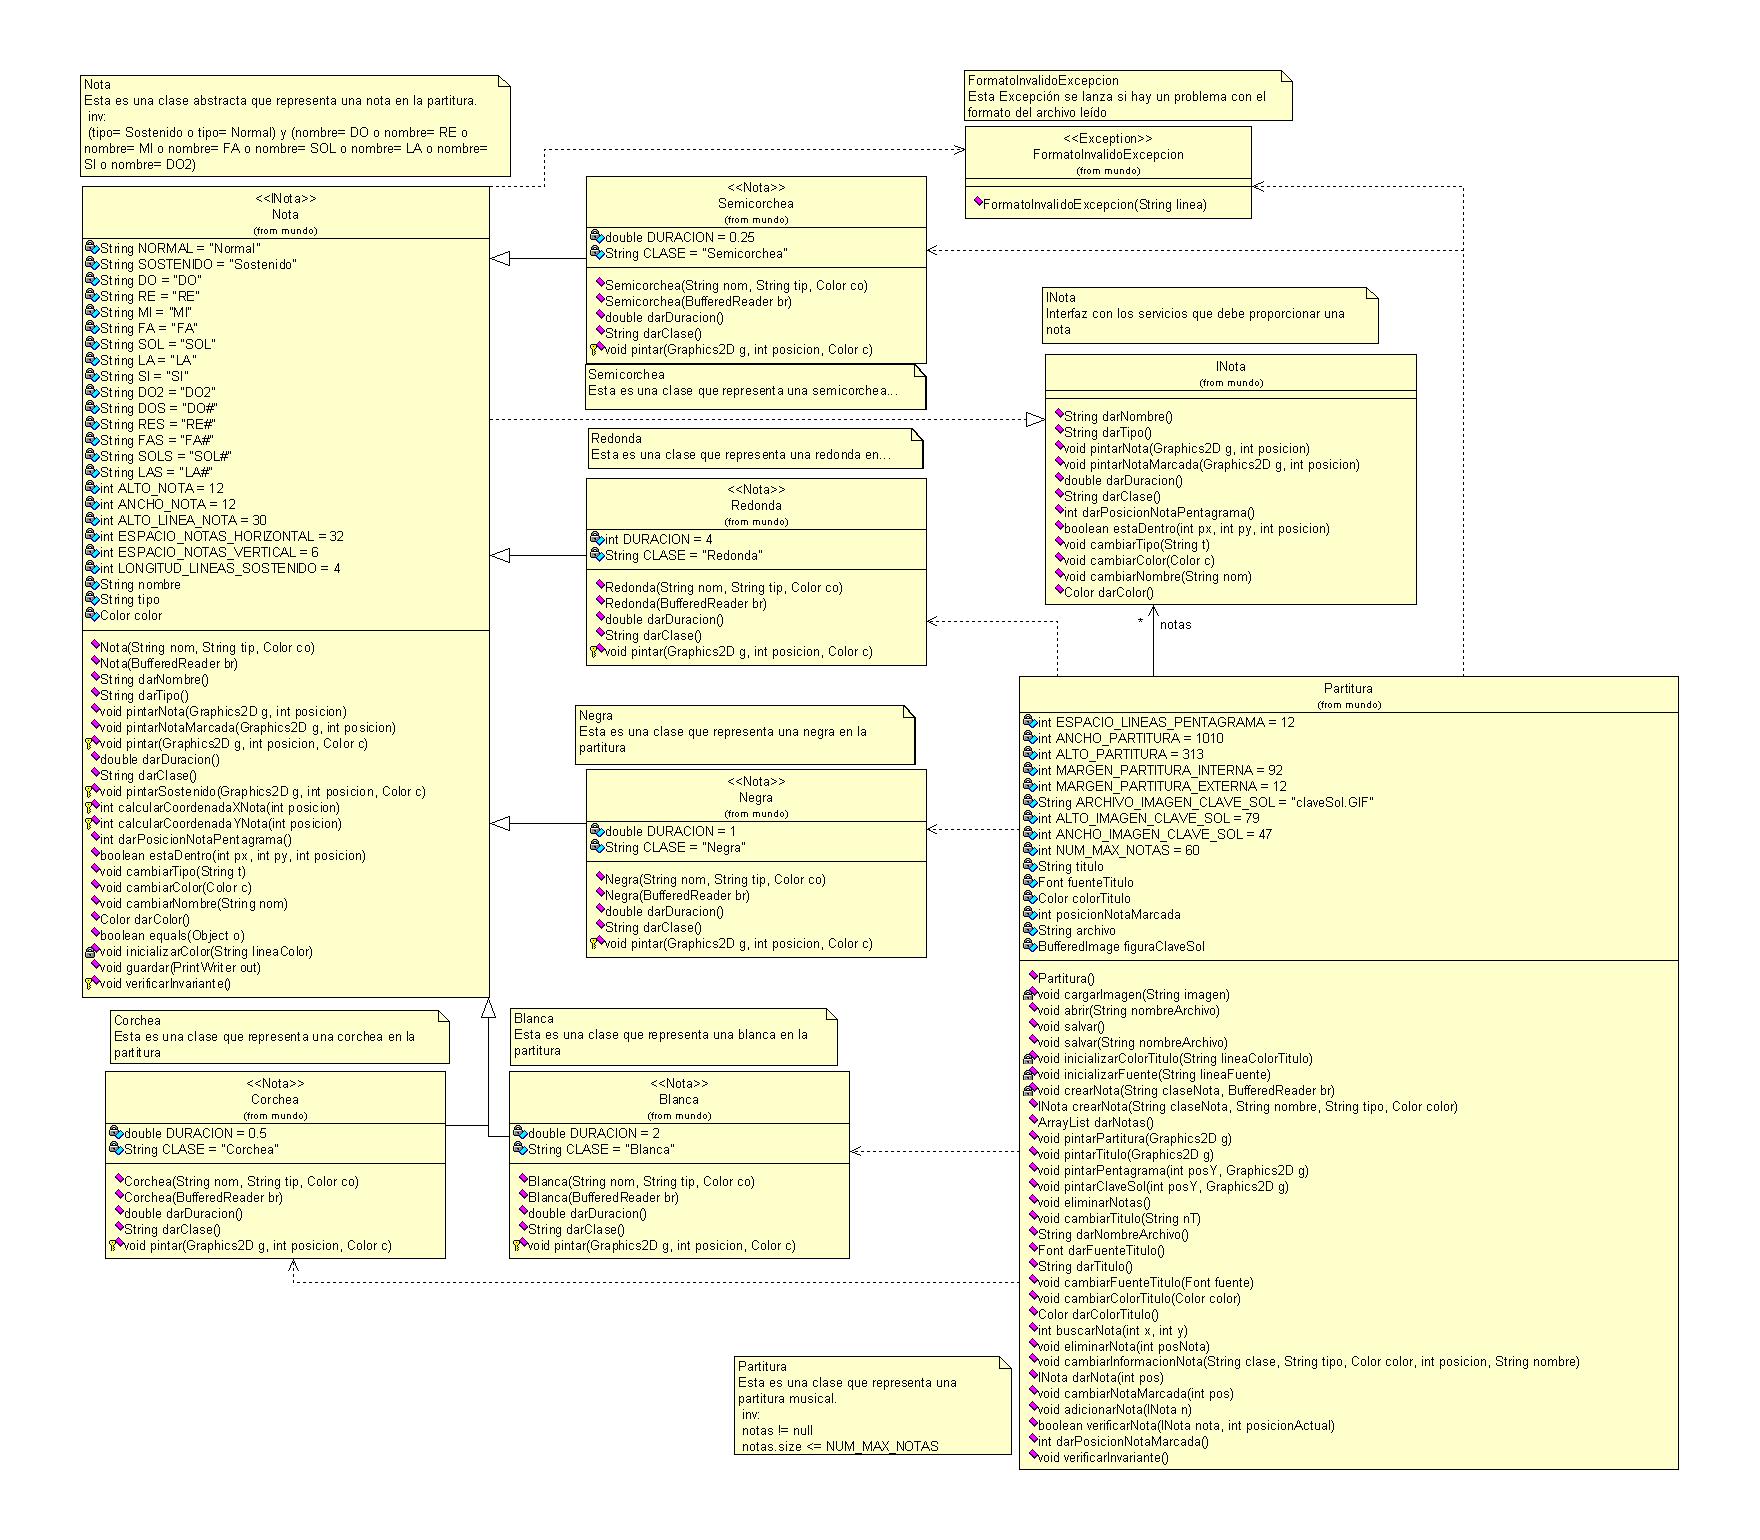 Nota
Esta es una clase abstracta que representa una nota en la partitura.
inv:
(tipo= Sostenido o tipo= Normal) y (nombre= DO o nombre= RE o
nombre= MI o nombre= FA o nombre= SOL o nombre= LA o nombre=
SI o nombre= DO2)
<<INota>>
Nota
(from mundo)
String NORMAL = "Normal"
String SOSTENIDO = "Sostenido"
String DO = "DO"
String RE = "RE"
String MI = "MI"
String FA = "FA"
String SOL = "SOL"
String LA = "LA"
String SI = "SI"
String DO2 = "DO2"
String DOS = "DO#"
String RES = "RE#"
String FAS = "FA#"
String SOLS = "SOL#"
String LAS = "LA#"
int ALTO_NOTA = 12
int ANCHO_NOTA = 12
int ALTO_LINEA_NOTA = 30
int ESPACIO_NOTAS_HORIZONTAL = 32
int ESPACIO_NOTAS_VERTICAL = 6
int LONGITUD_LINEAS_SOSTENIDO = 4
String nombre
String tipo
Color color
Nota(String nom, String tip, Color co)
Nota(BufferedReader br)
String darNombre()
String darTipo()
void pintarNota(Graphics2D g, int posicion)
void pintarNotaMarcada(Graphics2D g, int posicion)
void pintar(Graphics2D g, int posicion, Color c)
double darDuracion()
String darClase()
void pintarSostenido(Graphics2D g, int posicion, Color c)
int calcularCoordenadaXNota(int posicion)
int calcularCoordenadaYNota(int posicion)
int darPosicionNotaPentagrama()
boolean estaDentro(int px, int py, int posicion)
void cambiarTipo(String t)
void cambiarColor(Color c)
void cambiarNombre(String nom)
Color darColor()
boolean equals(Object o)
void inicializarColor(String lineaColor)
void guardar(PrintWriter out)
void verificarInvariante()
<<Nota>>
Semicorchea
(from mundo)
double DURACION = 0.25
String CLASE = "Semicorchea"
Semicorchea(String nom, String tip, Color co)
Semicorchea(BufferedReader br)
double darDuracion()
String darClase()
void pintar(Graphics2D g, int posicion, Color c)
Semicorchea
Esta es una clase que representa una semicorchea...
Redonda
Esta es una clase que representa una redonda en...
<<Nota>>
Redonda
(from mundo)
int DURACION = 4
String CLASE = "Redonda"
Redonda(String nom, String tip, Color co)
Redonda(BufferedReader br)
double darDuracion()
String darClase()
void pintar(Graphics2D g, int posicion, Color c)
Negra
Esta es una clase que representa una negra en la
partitura
<<Nota>>
Negra
(from mundo)
double DURACION = 1
String CLASE = "Negra"
Negra(String nom, String tip, Color co)
Negra(BufferedReader br)
double darDuracion()
String darClase()
void pintar(Graphics2D g, int posicion, Color c)
Corchea
Esta es una clase que representa una corchea en la
partitura
<<Nota>>
Corchea
(from mundo)
double DURACION = 0.5
String CLASE = "Corchea"
Corchea(String nom, String tip, Color co)
Corchea(BufferedReader br)
double darDuracion()
String darClase()
void pintar(Graphics2D g, int posicion, Color c)
Blanca
Esta es una clase que representa una blanca en la
partitura
<<Nota>>
Blanca
(from mundo)
double DURACION = 2
String CLASE = "Blanca"
Blanca(String nom, String tip, Color co)
Blanca(BufferedReader br)
double darDuracion()
String darClase()
void pintar(Graphics2D g, int posicion, Color c)
FormatoInvalidoExcepcion
Esta Excepción se lanza si hay un problema con el
formato del archivo leído
<<Exception>>
FormatoInvalidoExcepcion
(from mundo)
FormatoInvalidoExcepcion(String linea)
INota
Interfaz con los servicios que debe proporcionar una
nota
INota
(from mundo)
String darNombre()
String darTipo()
void pintarNota(Graphics2D g, int posicion)
void pintarNotaMarcada(Graphics2D g, int posicion)
double darDuracion()
String darClase()
int darPosicionNotaPentagrama()
boolean estaDentro(int px, int py, int posicion)
void cambiarTipo(String t)
void cambiarColor(Color c)
void cambiarNombre(String nom)
Color darColor()
* notas
Partitura
(from mundo)
int ESPACIO_LINEAS_PENTAGRAMA = 12
int ANCHO_PARTITURA = 1010
int ALTO_PARTITURA = 313
int MARGEN_PARTITURA_INTERNA = 92
int MARGEN_PARTITURA_EXTERNA = 12
String ARCHIVO_IMAGEN_CLAVE_SOL = "claveSol.GIF"
int ALTO_IMAGEN_CLAVE_SOL = 79
int ANCHO_IMAGEN_CLAVE_SOL = 47
int NUM_MAX_NOTAS = 60
String titulo
Font fuenteTitulo
Color colorTitulo
int posicionNotaMarcada
String archivo
BufferedImage figuraClaveSol
Partitura()
void cargarImagen(String imagen)
void abrir(String nombreArchivo)
void salvar()
void salvar(String nombreArchivo)
void inicializarColorTitulo(String lineaColorTitulo)
void inicializarFuente(String lineaFuente)
void crearNota(String claseNota, BufferedReader br)
INota crearNota(String claseNota, String nombre, String tipo, Color color)
ArrayList darNotas()
void pintarPartitura(Graphics2D g)
void pintarTitulo(Graphics2D g)
void pintarPentagrama(int posY, Graphics2D g)
void pintarClaveSol(int posY, Graphics2D g)
void eliminarNotas()
void cambiarTitulo(String nT)
String darNombreArchivo()
Font darFuenteTitulo()
String darTitulo()
void cambiarFuenteTitulo(Font fuente)
void cambiarColorTitulo(Color color)
Color darColorTitulo()
int buscarNota(int x, int y)
void eliminarNota(int posNota)
void cambiarInformacionNota(String clase, String tipo, Color color, int posicion, String nombre)
INota darNota(int pos)
void cambiarNotaMarcada(int pos)
void adicionarNota(INota n)
boolean verificarNota(INota nota, int posicionActual)
int darPosicionNotaMarcada()
void verificarInvariante()
Partitura
Esta es una clase que representa una
partitura musical.
inv:
notas != null
notas.size <= NUM_MAX_NOTAS